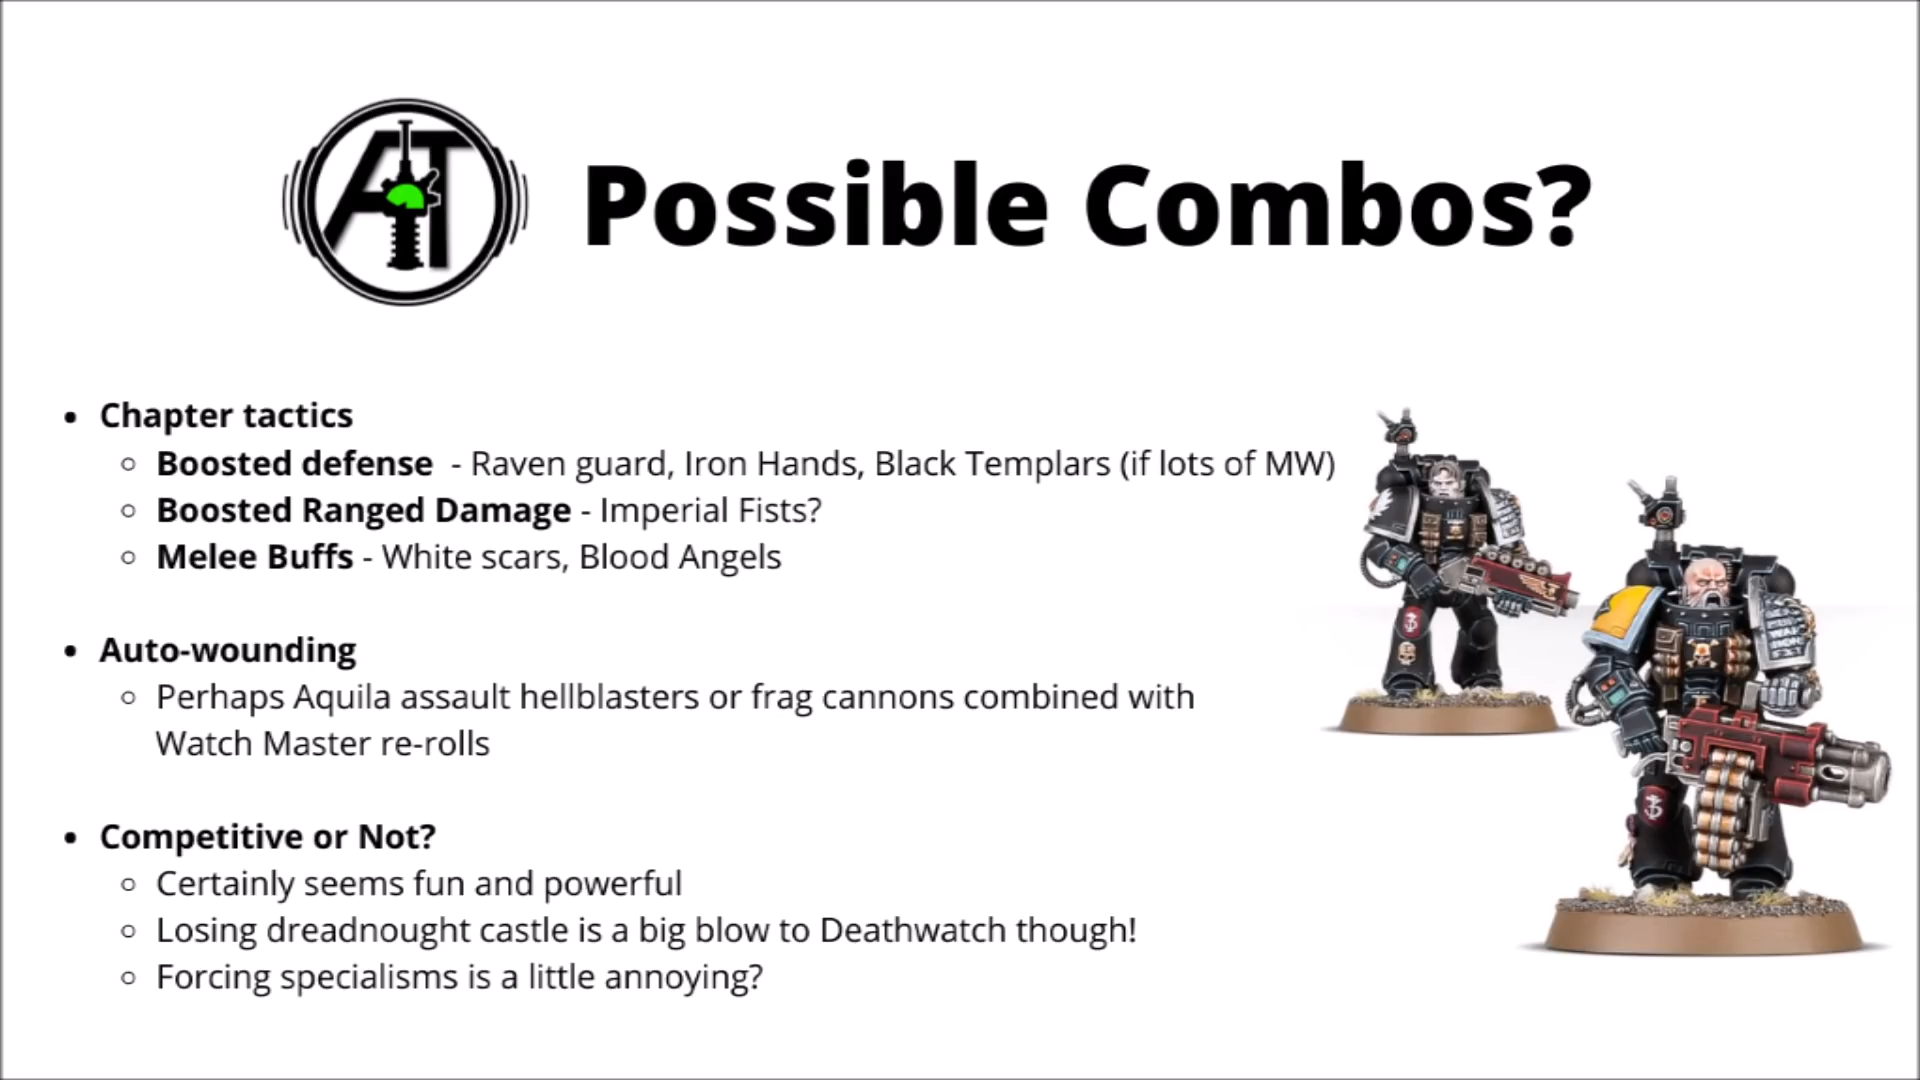 AT
Possible Combos?
• Chapter tactics
◦ Boosted defense - Raven guard, Iron Hands, Black Templars (if lots of MW)
◦ Boosted Ranged Damage - Imperial Fists?
◦ Melee Buffs - White scars, Blood Angels
• Auto-wounding
◦ Perhaps Aquila assault hellblasters or frag cannons combined with
Watch Master re-rolls
• Competitive or Not?
◦ Certainly seems fun and powerful
◦ Losing dreadnought castle is a big blow to Deathwatch though!
◦ Forcing specialisms is a little annoying?